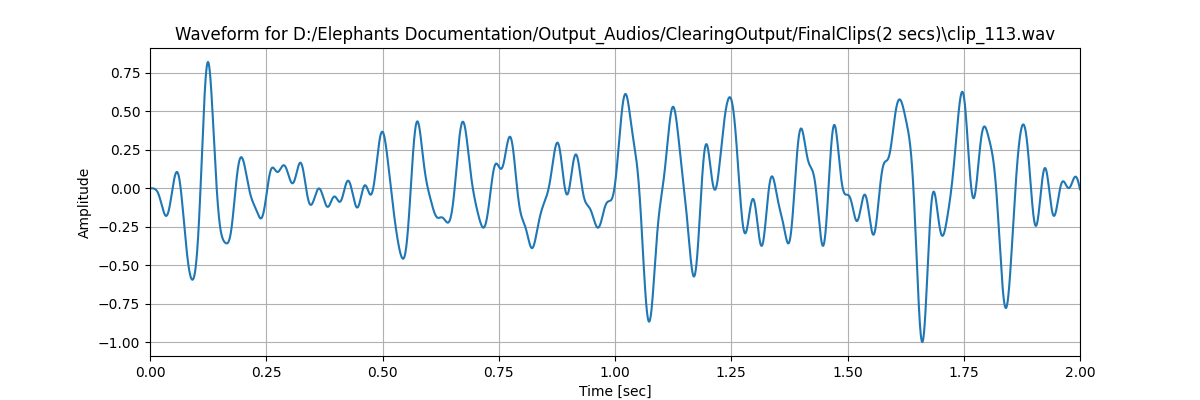 Waveform for D:/Elephants Documentation/Output_Audios/ClearingOutput/FinalClips(2 secs)\clip_113.wav
Amplitude
0.75
0.50
0.25
0.00
−0.25
−0.50
−0.75
−1.00
0.00 0.25 0.50 0.75 1.00 1.25 1.50 1.75 2.00
Time [sec]